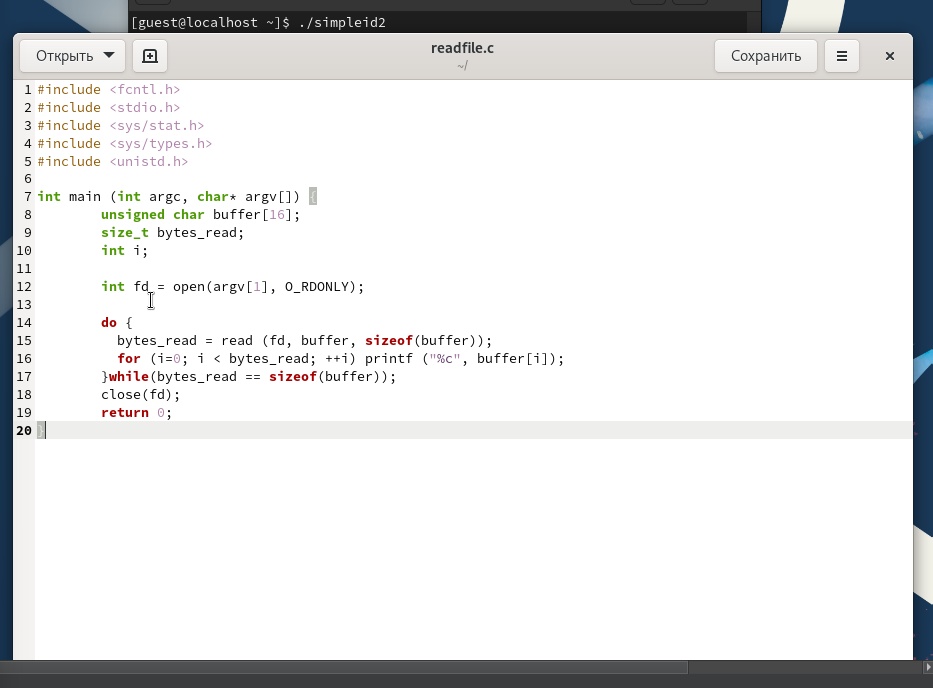 [guest@localhost ~]$ ./simpleid2
Открыть
readfile.c
~/
Сохранить
1 #include <fcntl.h>
2 #include <stdio.h>
3 #include <sys/stat.h>
4 #include <sys/types.h>
5 #include <unistd.h>
6
7 int main (int argc, char* argv[]) {
8         unsigned char buffer[16];
9         size_t bytes_read;
10         int i;
11
12         int fd = open(argv[1], O_RDONLY);
13
14         do {
15           bytes_read = read (fd, buffer, sizeof(buffer));
16           for (i=0; i < bytes_read; ++i) printf ("%c", buffer[i]);
17         }while(bytes_read == sizeof(buffer));
18         close(fd);
19         return 0;
20 }